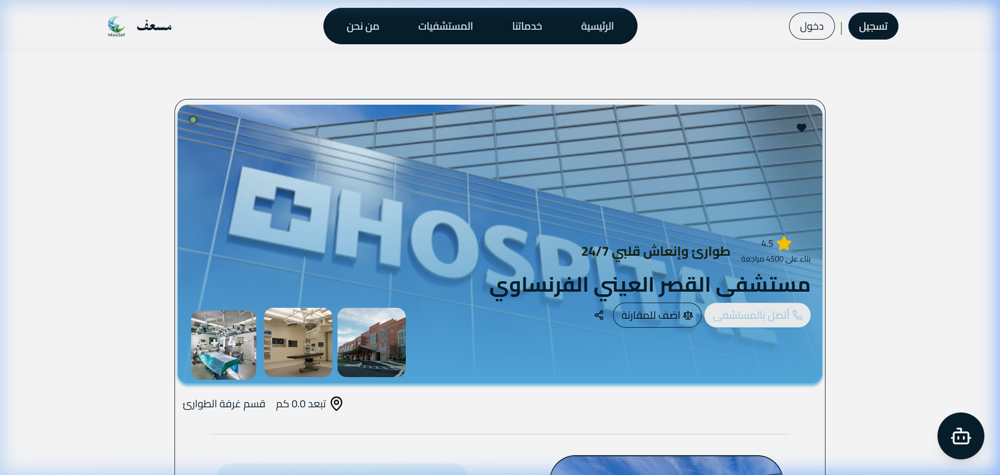 تسجيل | دخول
الرئيسية خدماتنا المستشفيات من نحن
مسعف
Mos3ef
HOSPITAL
4.5
بناء على 4500 مراجعة
طوارئ وإنعاش قلبي 24/7
مستشفى القصر العيني الفرنساوي
أتصل بالمستشفى
اضف للمقارنة
+14
تبعد 0.0 كم
قسم غرفة الطوارئ